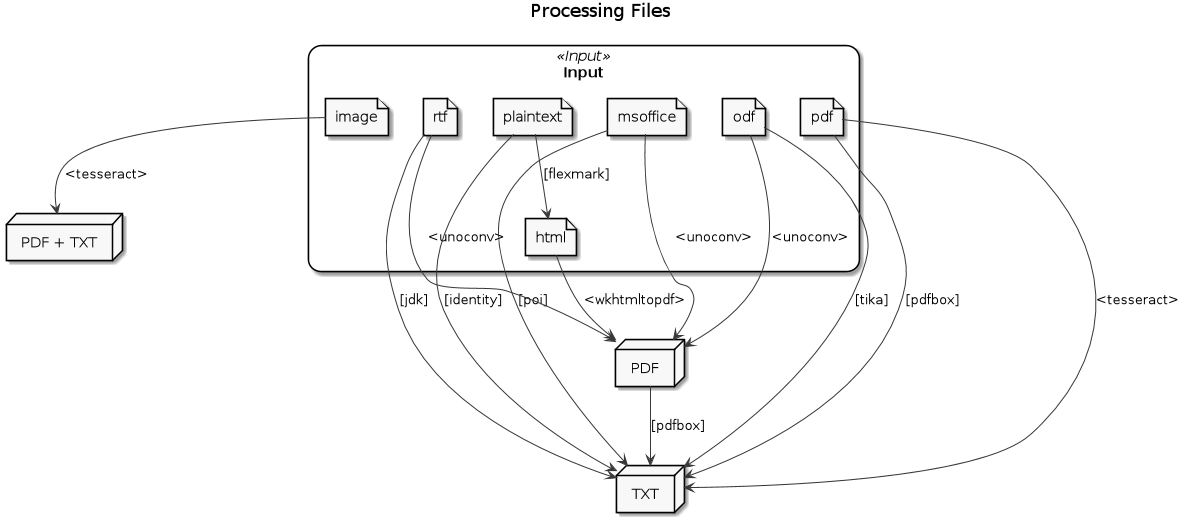 Processing Files
«Input»
Input
image
rtf
plaintext
msoffice
odf
pdf
<tesseract>
[flexmark]
PDF + TXT
<unoconv>
html
<unoconv>
<unoconv>
[jdk]
[identity]
[poi]
<wkhtmltopdf>
[tika]
[pdfbox]
<tesseract>
PDF
[pdfbox]
TXT